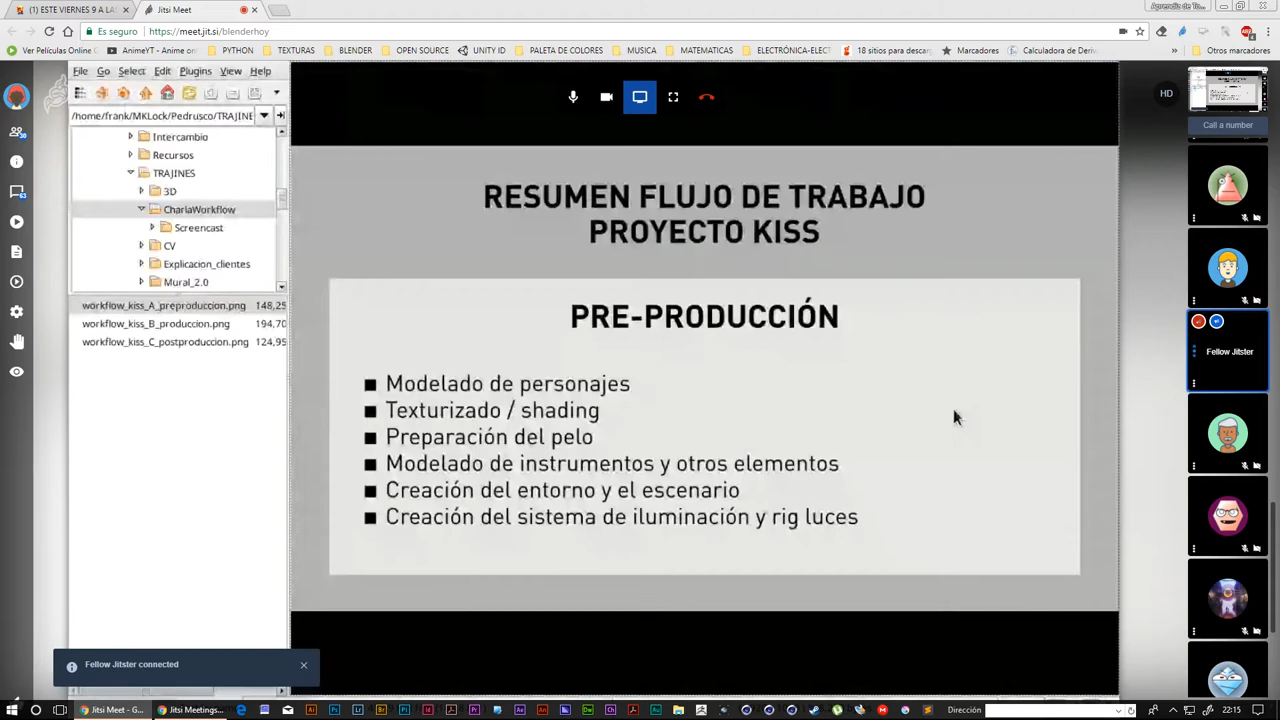 (1) ESTE VIERNES 9 A LA
Jitsi Meet
Aprendiz de To...
Es seguro
https://meet.jit.si/blenderhoy
Ver Películas Online
AnimeYT - Anime on
PYTHON
TEXTURAS
BLENDER
OPEN SOURCE
UNITY ID
PALETA DE COLORES
MUSICA
MATEMATICAS
ELECTRÓNICA-ELECT
18 sitios para descarg
Marcadores
Calculadora de Deriv
Otros marcadores
File Go Select Edit Plugins View Help
/home/frank/MKLock/Pedrusco/TRAJINE
Intercambio
Recursos
TRAJINES
3D
CharlaWorkflow
Screencast
CV
Explicacion_clientes
Mural_2.0
workflow_kiss_A_preproduccion.png 148,25
workflow_kiss_B_produccion.png 194,70
workflow_kiss_C_postproduccion.png 124,95
RESUMEN FLUJO DE TRABAJO
PROYECTO KISS
PRE-PRODUCCIÓN
Modelado de personajes
Texturizado / shading
Preparación del pelo
Modelado de instrumentos y otros elementos
Creación del entorno y el escenario
Creación del sistema de iluminación y rig luces
HD
Call a number
Fellow Jitster
Fellow Jitster connected
Jitsi Meet - G...
Jitsi Meetings...
Dirección
22:15